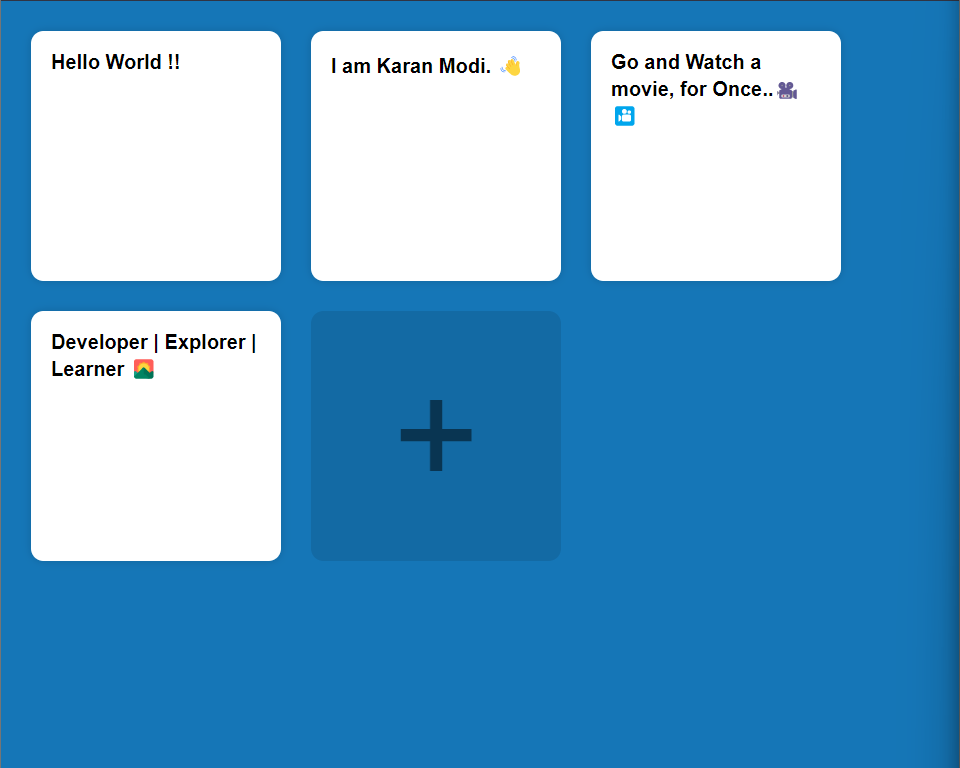 Hello World !!
I am Karan Modi. 👋
Go and Watch a
movie, for Once..🎥
🎦
Developer | Explorer |
Learner 🌄
+